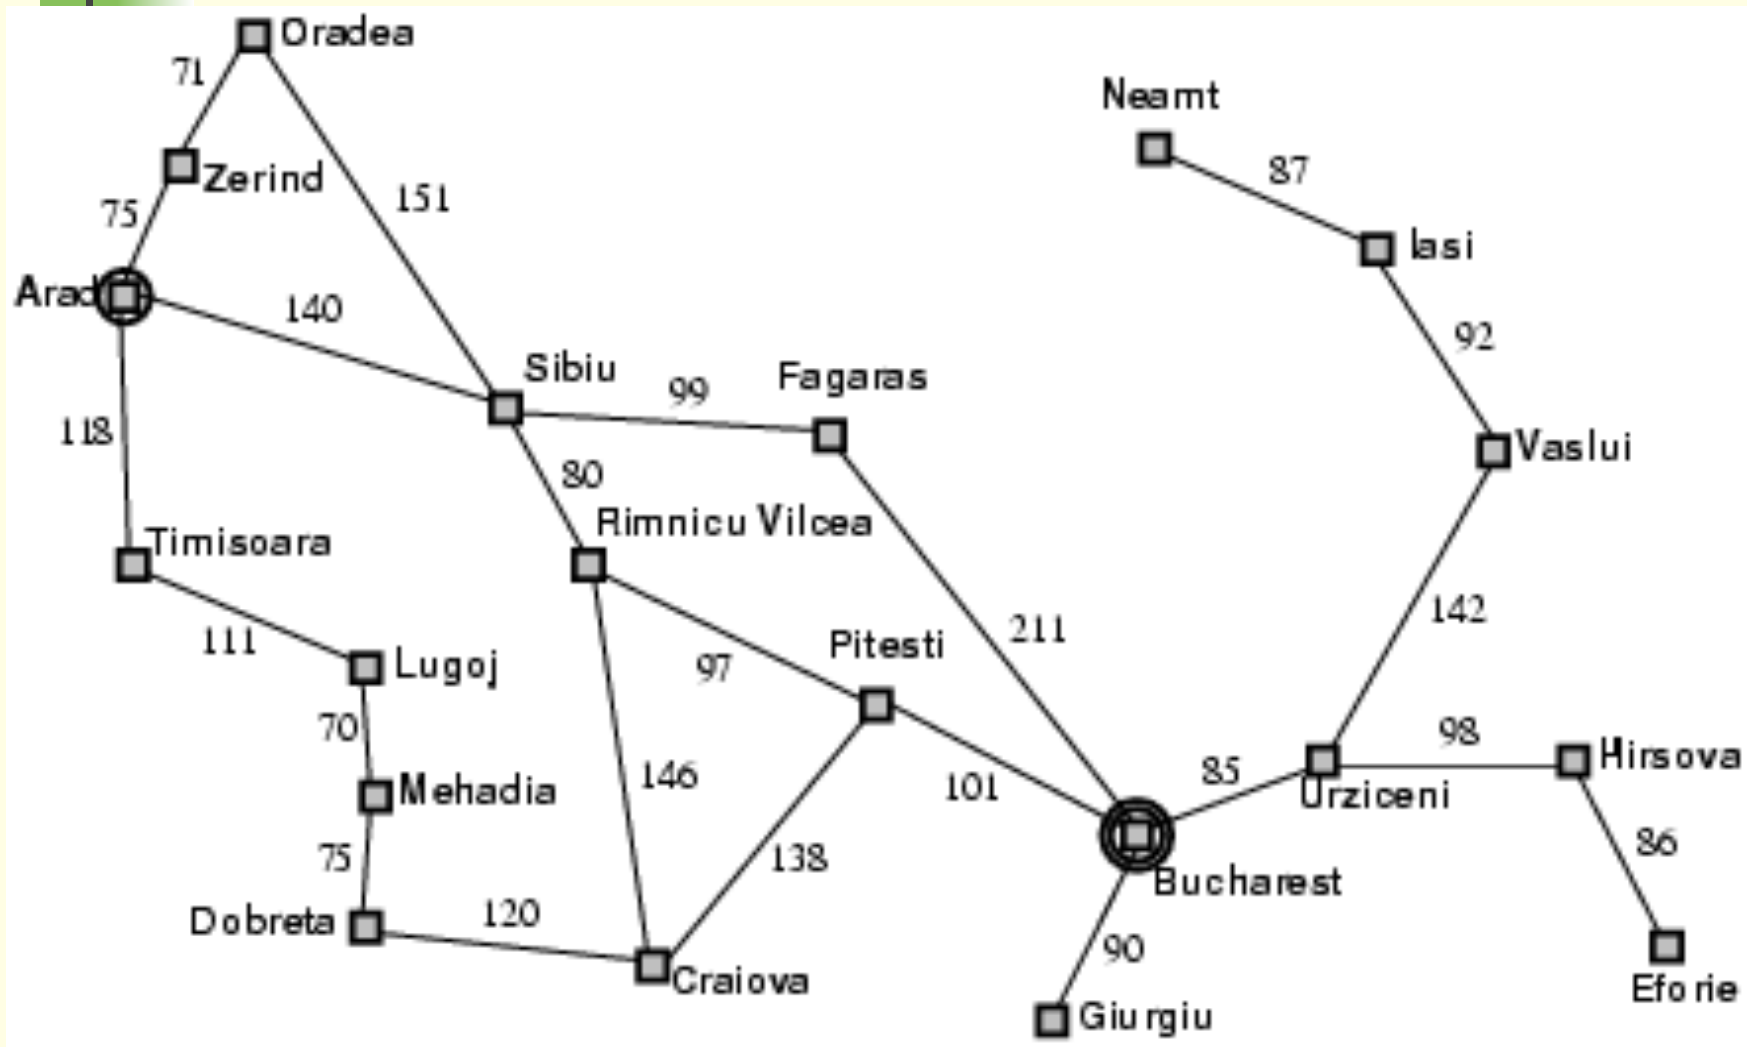 Oradea
71
Neamt
87
Zerind
151
75
Iasi
Arad
140
92
Sibiu
99
Fagaras
118
80
Vaslui
Rimnicu Vilcea
Timisoara
142
211
111
Pitesti
97
Lugoj
70
98
Hirsova
146
85
101
Mehadia
Urziceni
75
138
86
Bucharest
120
Dobreta
90
Craiova
Eforie
Giurgiu